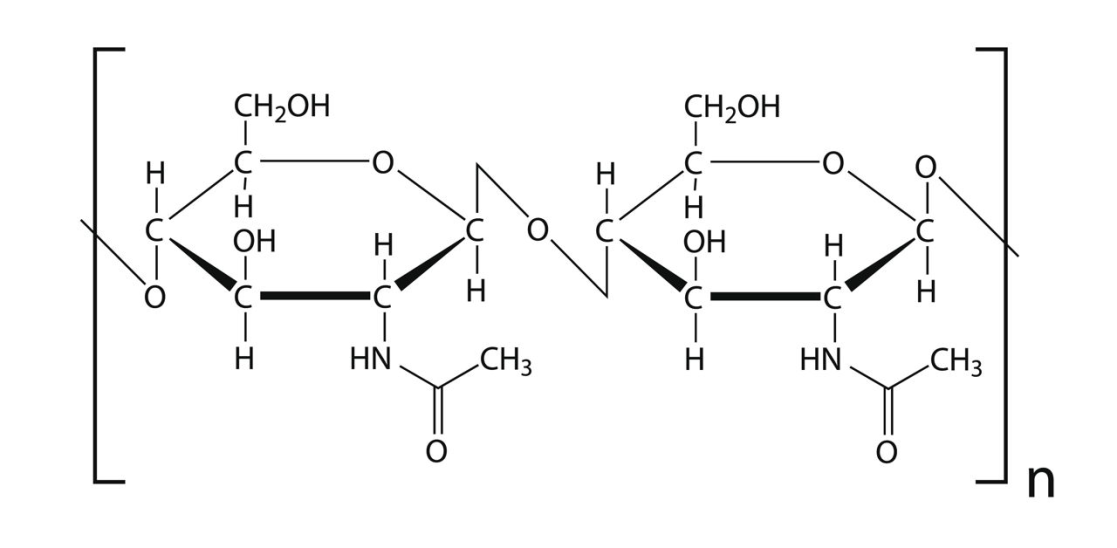 CH₂OH CH₂OH
H C O H C O O
H H
C OH H C O C OH H C
O C C H C C H
H HN CH₃ H HN CH₃
O O
n